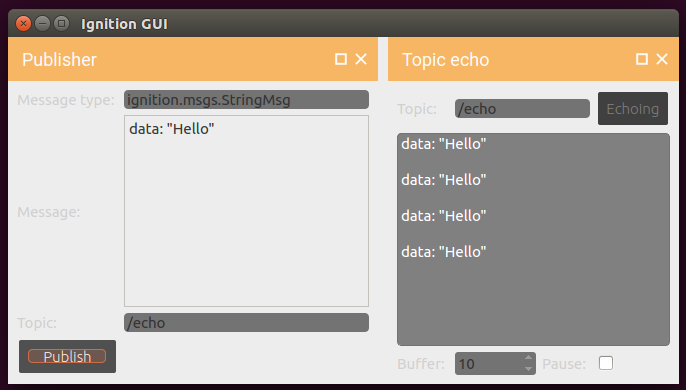 Ignition GUI
Publisher
Message type: ignition.msgs.StringMsg
data: "Hello"
Message:
Topic: /echo
Publish
Topic echo
Topic: /echo Echoing
data: "Hello"
data: "Hello"
data: "Hello"
data: "Hello"
Buffer: 10 Pause: